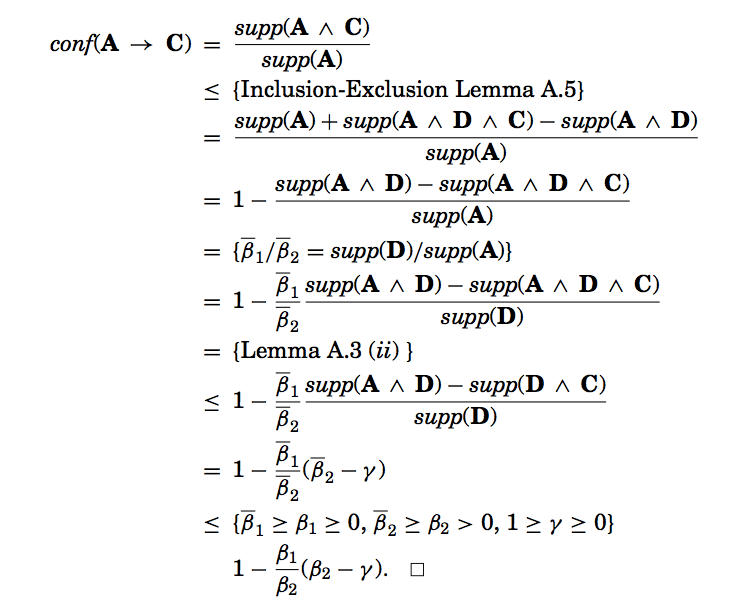 conf(A → C) = supp(A ∧ C) / supp(A)
≤ {Inclusion-Exclusion Lemma A.5}
= supp(A) + supp(A ∧ D ∧ C) − supp(A ∧ D) / supp(A)
= 1 − supp(A ∧ D) − supp(A ∧ D ∧ C) / supp(A)
= {β̅₁/β̅₂ = supp(D)/supp(A)}
= 1 − β̅₁/β̅₂ supp(A ∧ D) − supp(A ∧ D ∧ C) / supp(D)
= {Lemma A.3 (ii) }
≤ 1 − β̅₁/β̅₂ supp(A ∧ D) − supp(D ∧ C) / supp(D)
= 1 − β̅₁/β̅₂ (β̅₂ − γ)
≤ {β̅₁ ≥ β₁ ≥ 0, β̅₂ ≥ β₂ > 0, 1 ≥ γ ≥ 0}
1 − β₁/β₂ (β₂ − γ). □